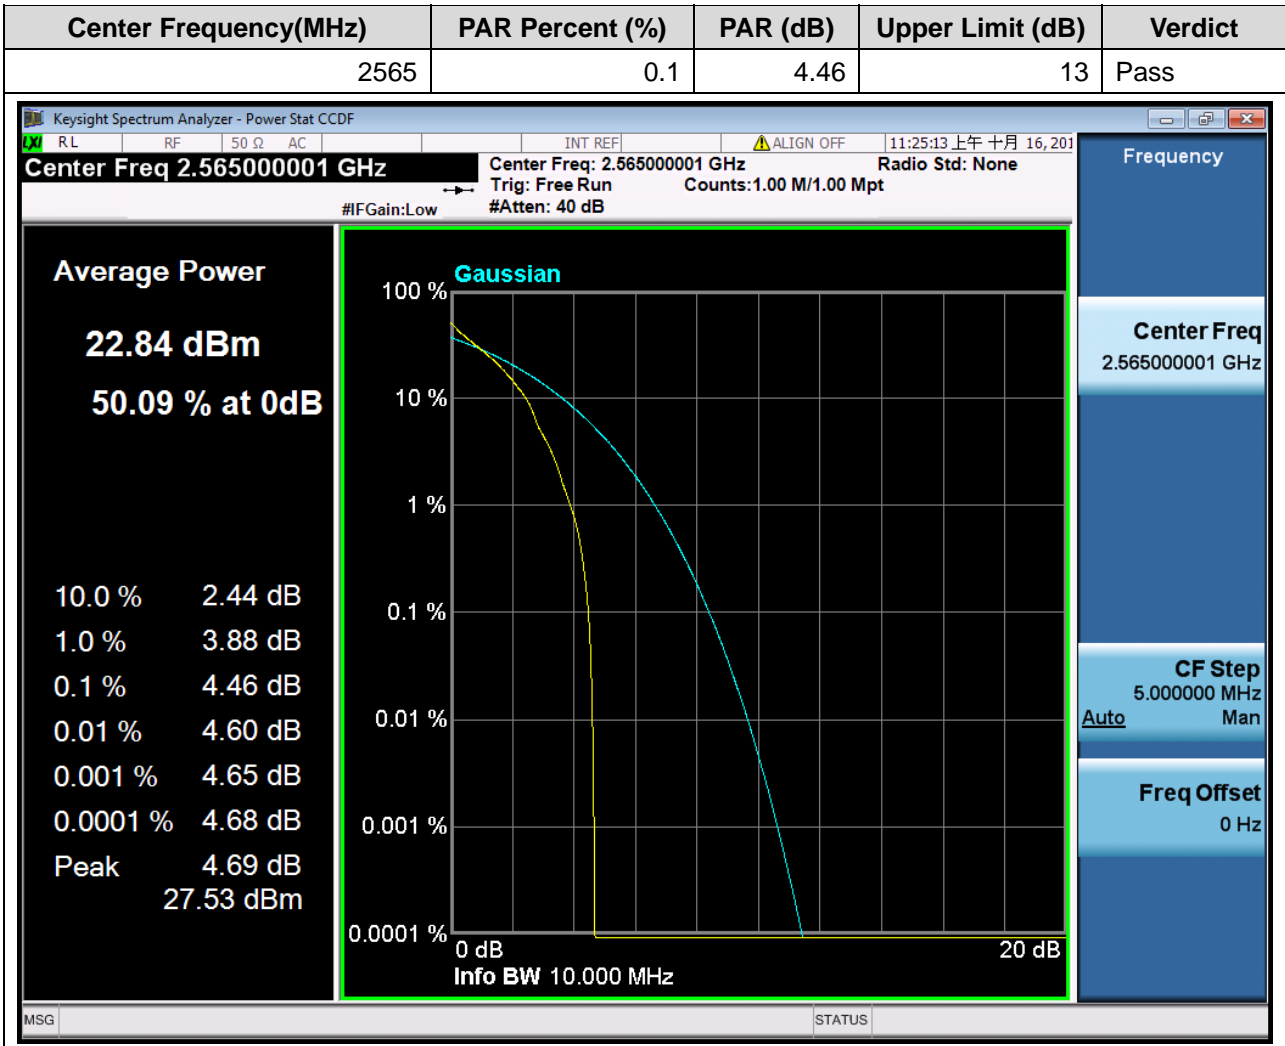 Center Frequency(MHz) PAR Percent (%) PAR (dB) Upper Limit (dB) Verdict
2565 0.1 4.46 13 Pass
Keysight Spectrum Analyzer - Power Stat CCDF
LXI RL RF 50 Ω AC INT REF ALIGN OFF 11:25:13 上午 十月 16, 201
Center Freq 2.565000001 GHz
Center Freq: 2.565000001 GHz Radio Std: None
Trig: Free Run Counts:1.00 M/1.00 Mpt
#IFGain:Low #Atten: 40 dB
Frequency
Average Power
22.84 dBm
50.09 % at 0dB
10.0 % 2.44 dB
1.0 % 3.88 dB
0.1 % 4.46 dB
0.01 % 4.60 dB
0.001 % 4.65 dB
0.0001 % 4.68 dB
Peak 4.69 dB
27.53 dBm
Gaussian
100 %
10 %
1 %
0.1 %
0.01 %
0.001 %
0.0001 %
0 dB 20 dB
Info BW 10.000 MHz
Center Freq
2.565000001 GHz
CF Step
5.000000 MHz
Auto Man
Freq Offset
0 Hz
MSG STATUS